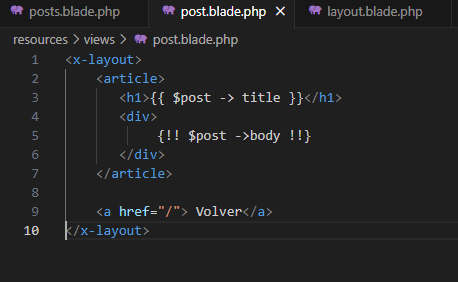 posts.blade.php post.blade.php × layout.blade.php
resources > views > post.blade.php
1 <x-layout>
2 <article>
3 <h1>{{ $post -> title }}</h1>
4 <div>
5 {!! $post ->body !!}
6 </div>
7 </article>
8
9 <a href="/"> Volver</a>
10 </x-layout>